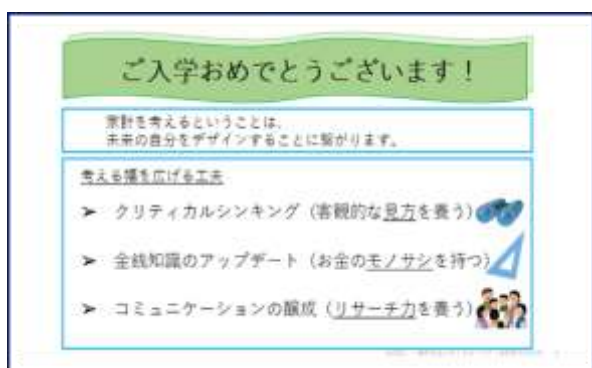 ご入学おめでとうございます！
家計を考えるということは、
未来の自分をデザインすることに繋がります。
考える幅を広げる工夫
➤ クリティカルシンキング（客観的な見方を養う）
➤ 金銭知識のアップデート（お金のモノサシを持つ）
➤ コミュニケーションの醸成（リサーチ力を養う）